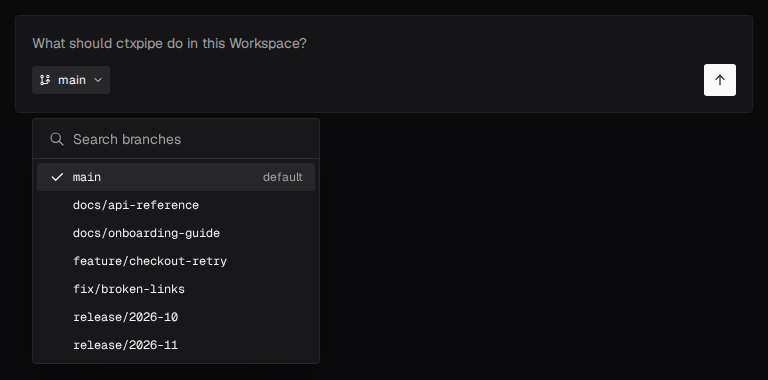 What should ctxpipe do in this Workspace?
main
Search branches
main default
docs/api-reference
docs/onboarding-guide
feature/checkout-retry
fix/broken-links
release/2026-10
release/2026-11